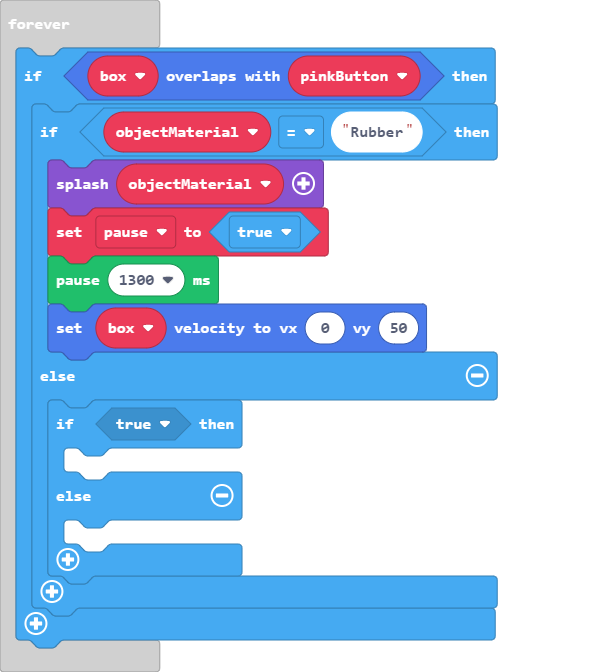 forever
if box overlaps with pinkButton then
if objectMaterial = "Rubber" then
splash objectMaterial
set pause to true
pause 1300 ms
set box velocity to vx 0 vy 50
else
if true then
else